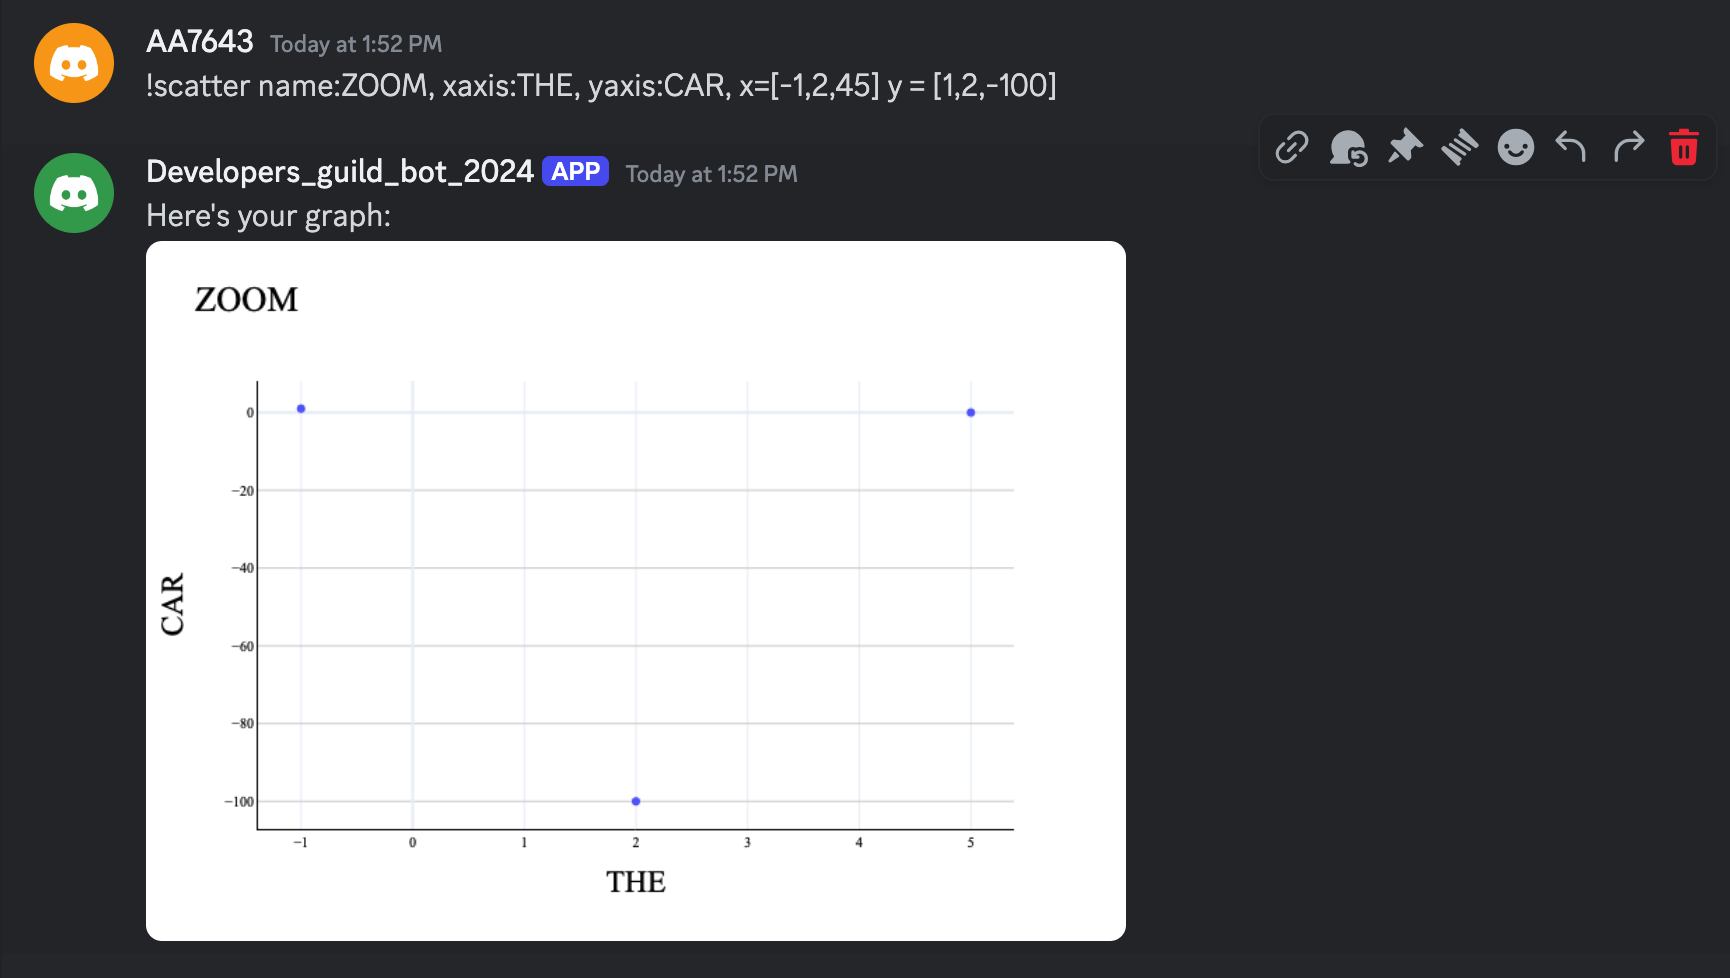 AA7643 Today at 1:52 PM
!scatter name:ZOOM, xaxis:THE, yaxis:CAR, x=[-1,2,45] y = [1,2,-100]
Developers_guild_bot_2024 APP Today at 1:52 PM
Here's your graph:
ZOOM
CAR
0
−20
−40
−60
−80
−100
−1 0 1 2 3 4 5
THE